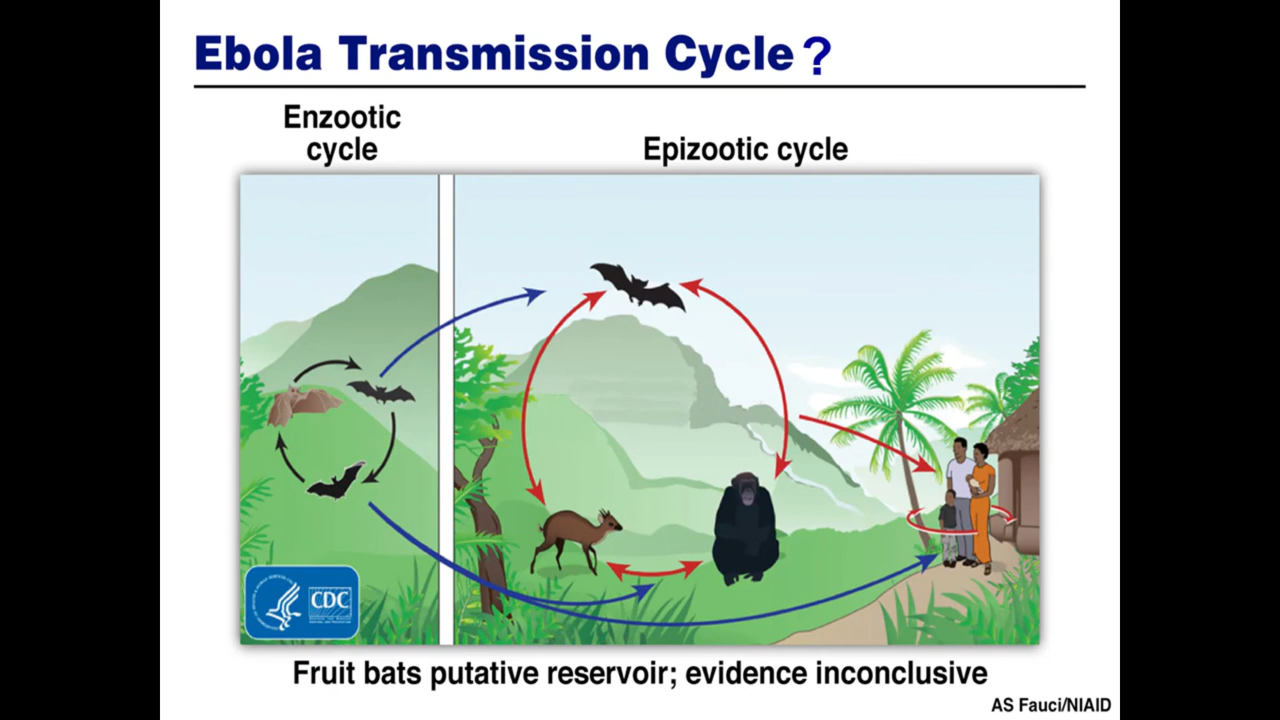 Ebola Transmission Cycle ?
Enzootic
cycle
Epizootic cycle
CDC
Fruit bats putative reservoir; evidence inconclusive
AS Fauci/NIAID